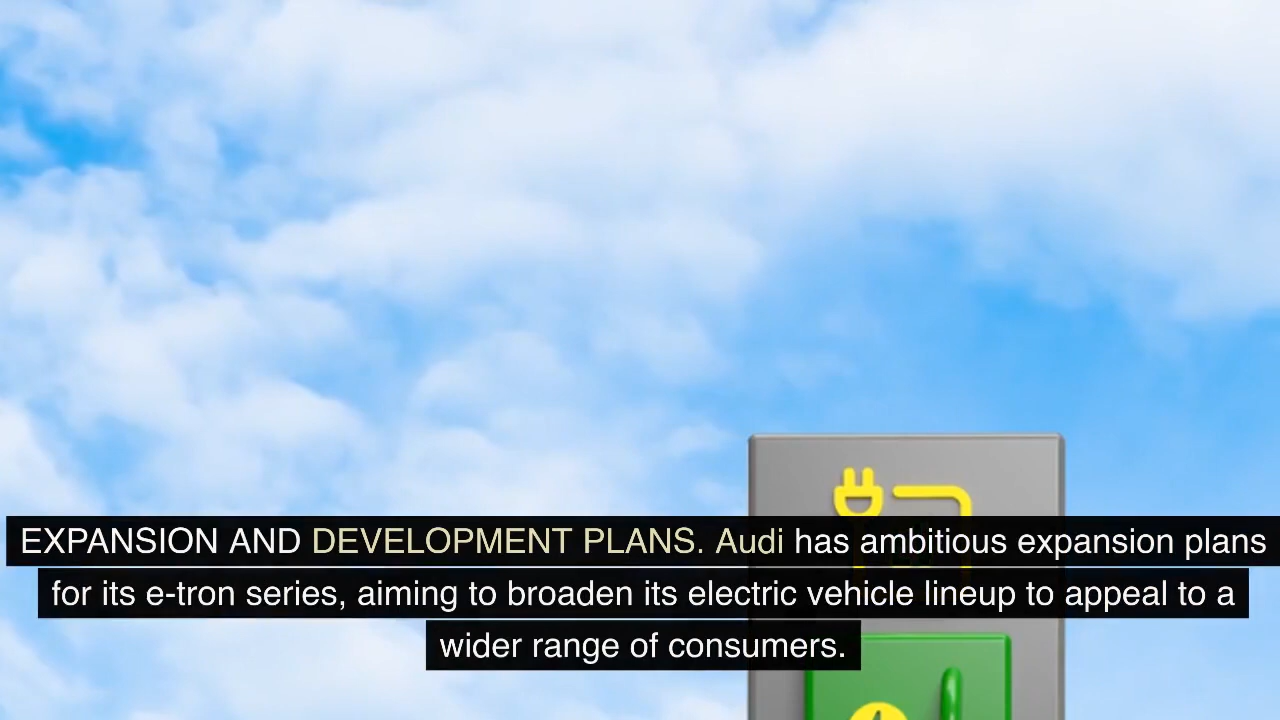 EXPANSION AND DEVELOPMENT PLANS. Audi has ambitious expansion plans
for its e-tron series, aiming to broaden its electric vehicle lineup to appeal to a
wider range of consumers.